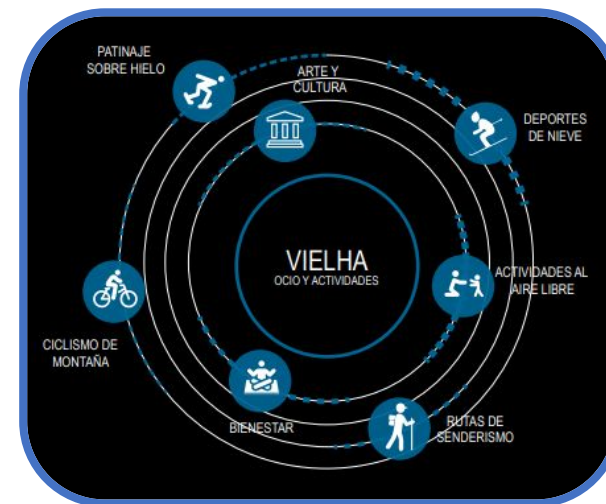 PATINAJE
SOBRE HIELO
ARTE Y
CULTURA
DEPORTES
DE NIEVE
VIELHA
OCIO Y ACTIVIDADES
ACTIVIDADES AL
AIRE LIBRE
CICLISMO DE
MONTAÑA
BIENESTAR
RUTAS DE
SENDERISMO